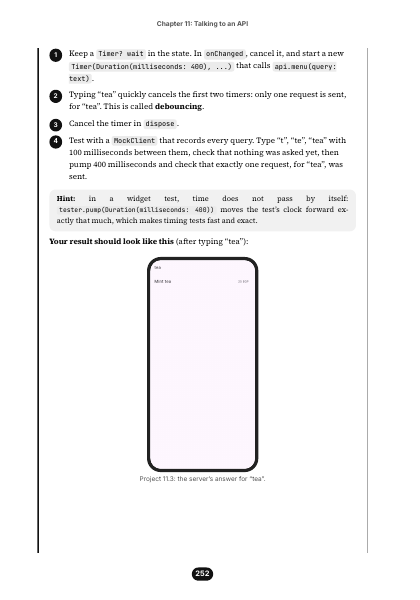 Chapter 11: Talking to an API
1 Keep a Timer? wait in the state. In onChanged, cancel it, and start a new
Timer(Duration(milliseconds: 400), ...) that calls api.menu(query:
text).
2 Typing “tea” quickly cancels the first two timers: only one request is sent,
for “tea”. This is called debouncing.
3 Cancel the timer in dispose.
4 Test with a MockClient that records every query. Type “t”, “te”, “tea” with
100 milliseconds between them, check that nothing was asked yet, then
pump 400 milliseconds and check that exactly one request, for “tea”, was
sent.
Hint: in a widget test, time does not pass by itself:
tester.pump(Duration(milliseconds: 400)) moves the test’s clock forward ex-
actly that much, which makes timing tests fast and exact.
Your result should look like this (after typing “tea”):
tea
Mint tea
Project 11.3: the server’s answer for “tea”.
252